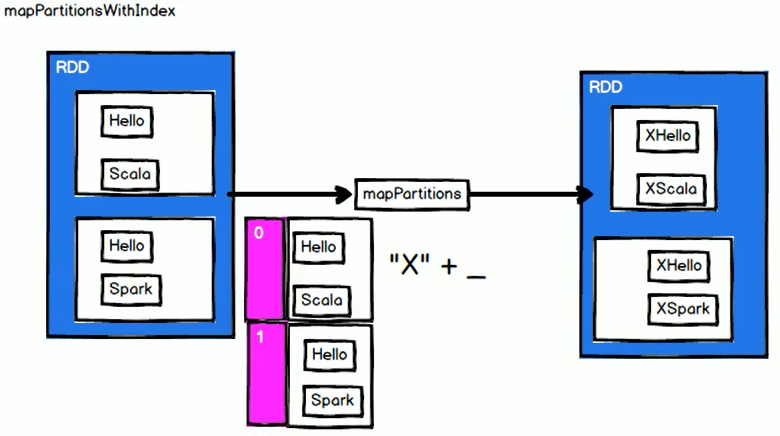 mapPartitionsWithIndex
RDD
Hello
Scala
Hello
Spark
mapPartitions
0
Hello
Scala
1
Hello
Spark
"X" + _
RDD
XHello
XScala
XHello
XSpark